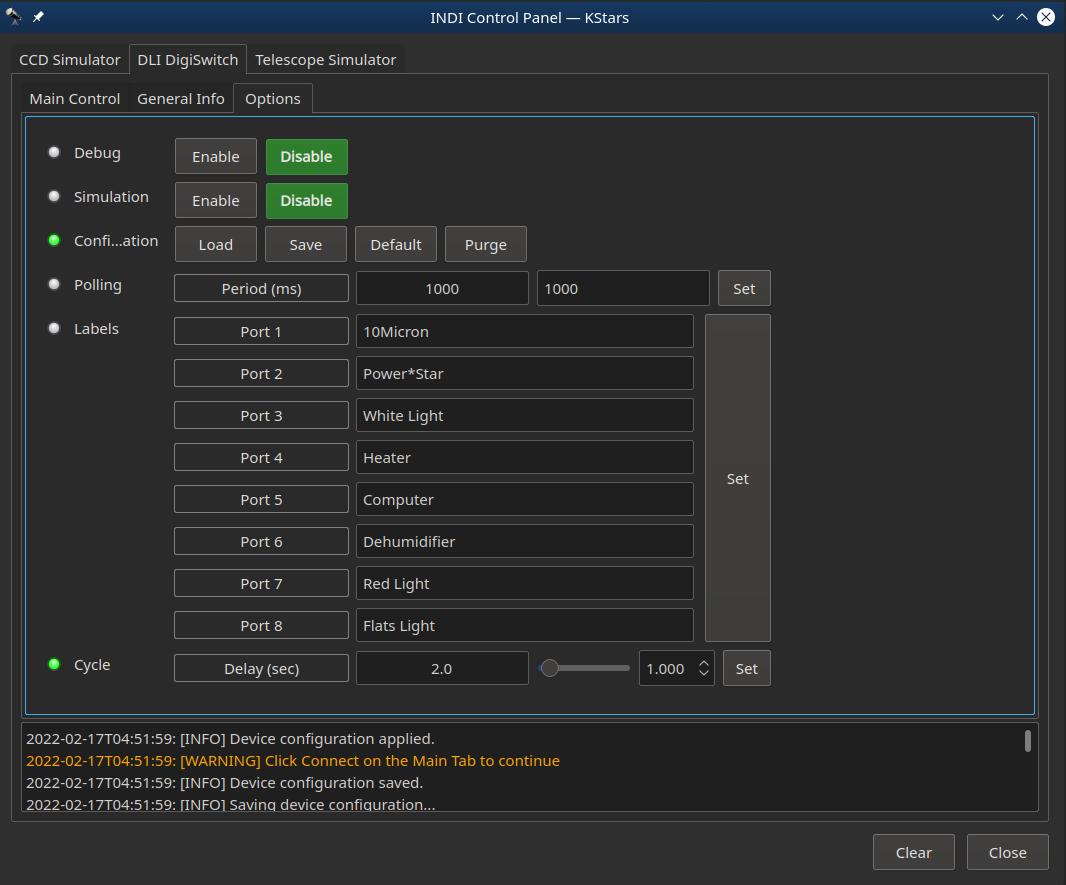 INDI Control Panel — KStars
CCD Simulator DLI DigiSwitch Telescope Simulator
Main Control General Info Options
Debug Enable Disable
Simulation Enable Disable
Confi...ation Load Save Default Purge
Polling Period (ms) 1000 1000 Set
Labels Port 1 10Micron
Port 2 Power*Star
Port 3 White Light
Port 4 Heater
Set
Port 5 Computer
Port 6 Dehumidifier
Port 7 Red Light
Port 8 Flats Light
Cycle Delay (sec) 2.0 1.000 Set
2022-02-17T04:51:59: [INFO] Device configuration applied.
2022-02-17T04:51:59: [WARNING] Click Connect on the Main Tab to continue
2022-02-17T04:51:59: [INFO] Device configuration saved.
2022-02-17T04:51:59: [INFO] Saving device configuration...
Clear Close